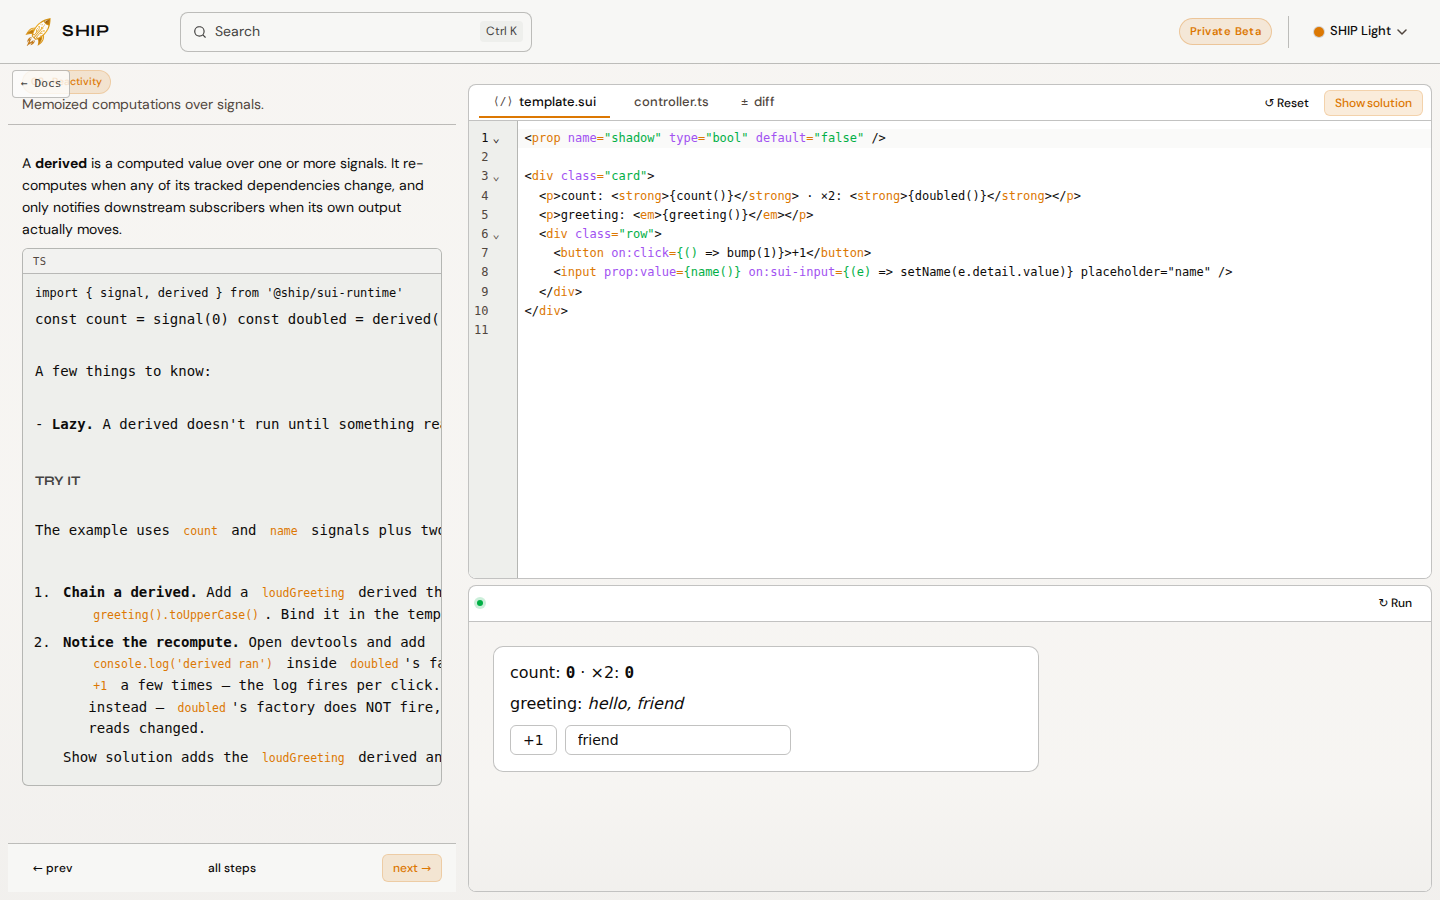 SHIP
Search
Ctrl K
Private Beta
SHIP Light
← Docs
ctivity
Memoized computations over signals.
A derived is a computed value over one or more signals. It re-
computes when any of its tracked dependencies change, and
only notifies downstream subscribers when its own output
actually moves.
TS
import { signal, derived } from '@ship/sui-runtime'
const count = signal(0) const doubled = derived(
A few things to know:
- Lazy. A derived doesn't run until something re
TRY IT
The example uses count and name signals plus two
1. Chain a derived. Add a loudGreeting derived th
greeting().toUpperCase() . Bind it in the temp
2. Notice the recompute. Open devtools and add
console.log('derived ran') inside doubled 's fa
+1 a few times — the log fires per click.
instead — doubled 's factory does NOT fire,
reads changed.
Show solution adds the loudGreeting derived an
← prev
all steps
next →
⟨/⟩ template.sui
controller.ts
± diff
↺ Reset
Show solution
1 <prop name="shadow" type="bool" default="false" />
2
3 <div class="card">
4 <p>count: <strong>{count()}</strong> · ×2: <strong>{doubled()}</strong></p>
5 <p>greeting: <em>{greeting()}</em></p>
6 <div class="row">
7 <button on:click={() => bump(1)}>+1</button>
8 <input prop:value={name()} on:sui-input={(e) => setName(e.detail.value)} placeholder="name" />
9 </div>
10 </div>
11
↻ Run
count: 0 · ×2: 0
greeting: hello, friend
+1
friend